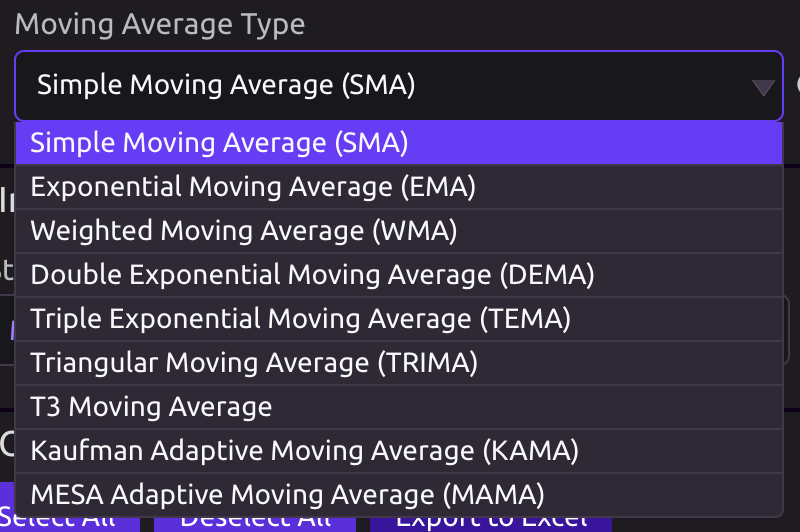 Moving Average Type
Simple Moving Average (SMA)
Simple Moving Average (SMA)
Exponential Moving Average (EMA)
Weighted Moving Average (WMA)
Double Exponential Moving Average (DEMA)
Triple Exponential Moving Average (TEMA)
Triangular Moving Average (TRIMA)
T3 Moving Average
Kaufman Adaptive Moving Average (KAMA)
MESA Adaptive Moving Average (MAMA)
Select All Deselect All Export to Excel